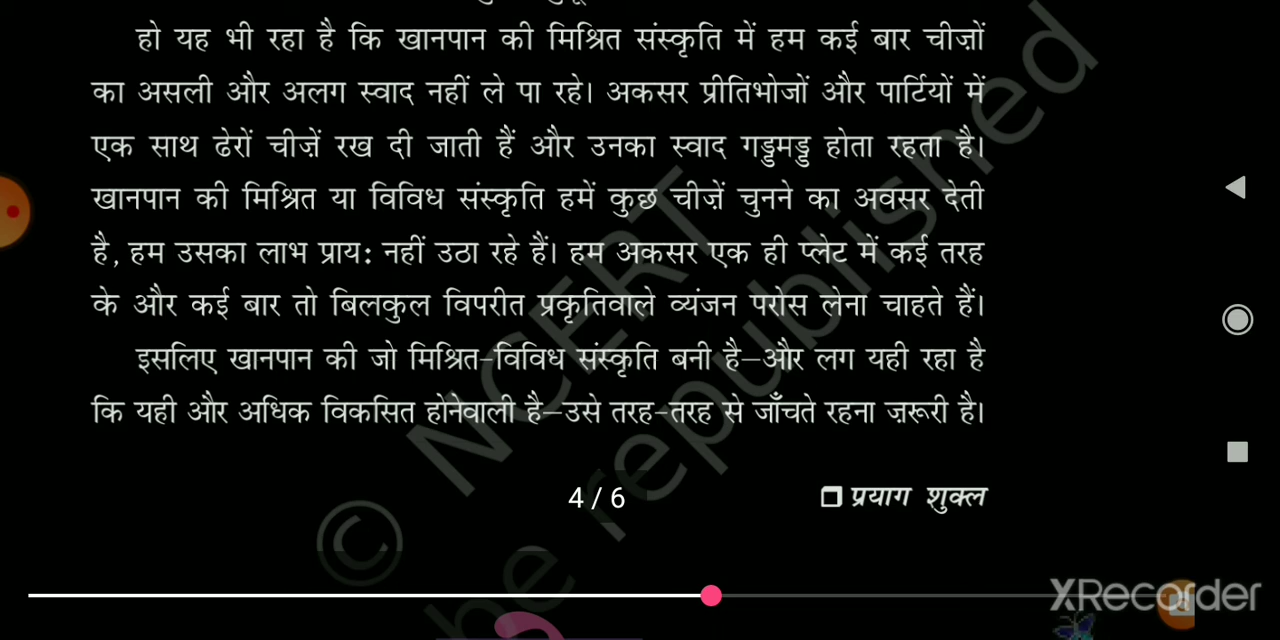 हो यह भी रहा है कि खानपान की मिश्रित संस्कृति में हम कई बार चीज़ों
का असली और अलग स्वाद नहीं ले पा रहे। अकसर प्रीतिभोजों और पार्टियों में
एक साथ ढेरों चीज़ें रख दी जाती हैं और उनका स्वाद गड्डमड्ड होता रहता है।
खानपान की मिश्रित या विविध संस्कृति हमें कुछ चीज़ें चुनने का अवसर देती
है, हम उसका लाभ प्राय: नहीं उठा रहे हैं। हम अकसर एक ही प्लेट में कई तरह
के और कई बार तो बिलकुल विपरीत प्रकृतिवाले व्यंजन परोस लेना चाहते हैं।
इसलिए खानपान की जो मिश्रित-विविध संस्कृति बनी है—और लग यही रहा है
कि यही और अधिक विकसित होनेवाली है—उसे तरह-तरह से जाँचते रहना ज़रूरी है।
4 / 6
❒ प्रयाग शुक्ल
© NCERT
be republished
XRecorder